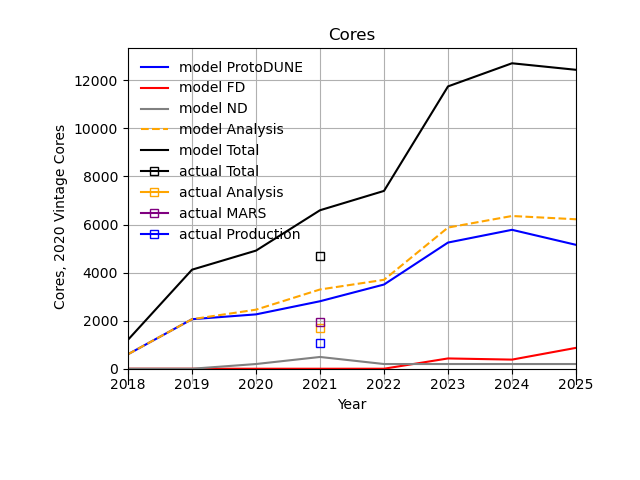 Cores
model ProtoDUNE
model FD
model ND
model Analysis
model Total
actual Total
actual Analysis
actual MARS
actual Production
Cores, 2020 Vintage Cores
12000
10000
8000
6000
4000
2000
0
2018 2019 2020 2021 2022 2023 2024 2025
Year